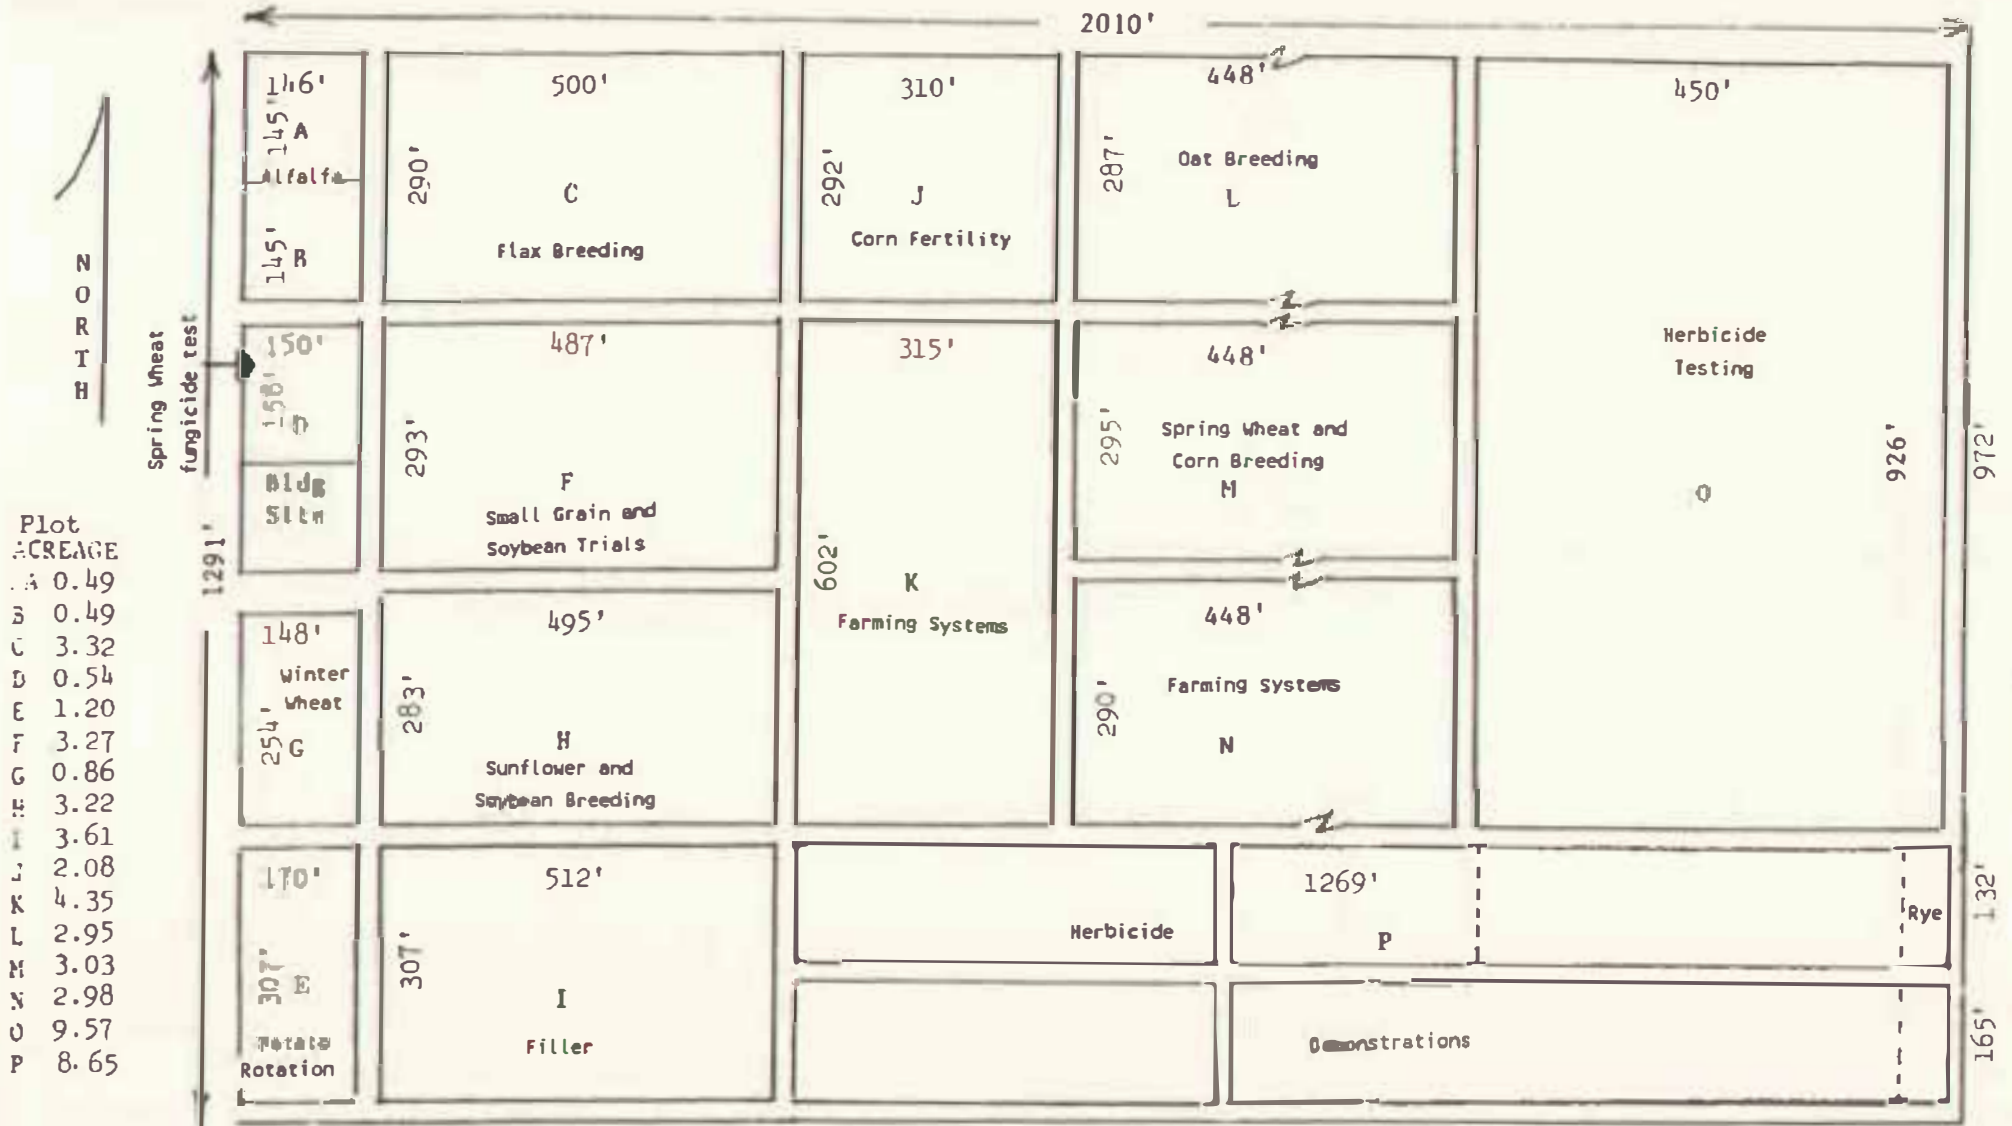 2010'
NORTH
Spring Wheat
fungicide test
1291'
Plot
ACREAGE
A 0.49
B 0.49
C 3.32
D 0.54
E 1.20
F 3.27
G 0.86
H 3.22
I 3.61
J 2.08
K 4.35
L 2.95
M 3.03
N 2.98
O 9.57
P 8.65
146'
145'
A
Alfalfa
145'
B
500'
290'
C
Flax Breeding
310'
292'
J
Corn Fertility
448'
287'
Oat Breeding
L
450'
Herbicide
Testing
O
926'
972'
150'
158'
D
Bldg
Site
487'
293'
F
Small Grain and
Soybean Trials
315'
602'
K
Farming Systems
448'
295'
Spring Wheat and
Corn Breeding
M
148'
Winter
Wheat
254'
G
495'
283'
H
Sunflower and
Soybean Breeding
448'
290'
Farming Systems
N
170'
307'
E
Potato
Rotation
512'
307'
I
Filler
Herbicide
1269'
P
Rye
132'
Demonstrations
165'